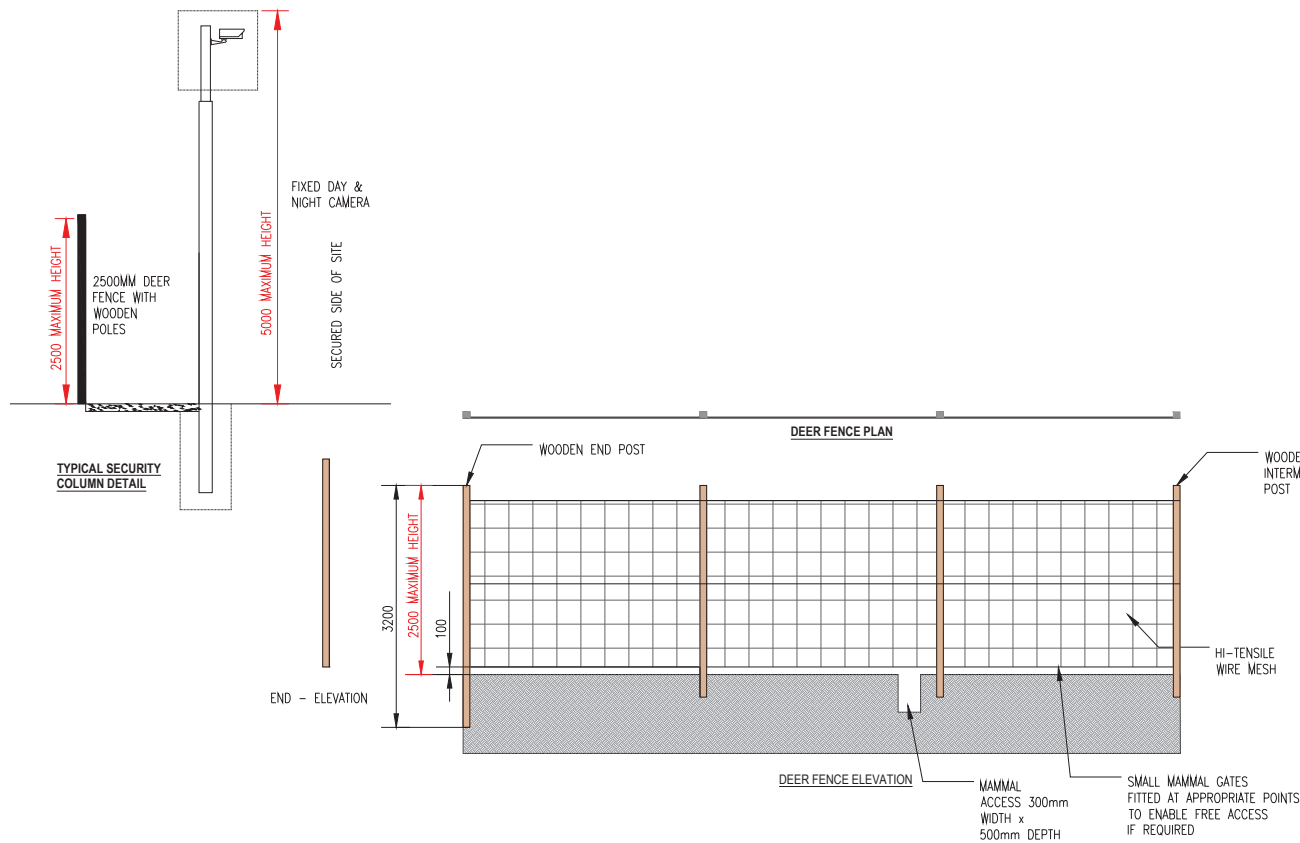 FIXED DAY &
NIGHT CAMERA
5000 MAXIMUM HEIGHT
SECURED SIDE OF SITE
2500 MAXIMUM HEIGHT
2500MM DEER
FENCE WITH
WOODEN
POLES
TYPICAL SECURITY
COLUMN DETAIL
DEER FENCE PLAN
WOODEN END POST
WOODE
INTERM
POST
3200
2500 MAXIMUM HEIGHT
100
HI-TENSILE
WIRE MESH
END - ELEVATION
DEER FENCE ELEVATION
MAMMAL
ACCESS 300mm
WIDTH x
500mm DEPTH
SMALL MAMMAL GATES
FITTED AT APPROPRIATE POINTS
TO ENABLE FREE ACCESS
IF REQUIRED